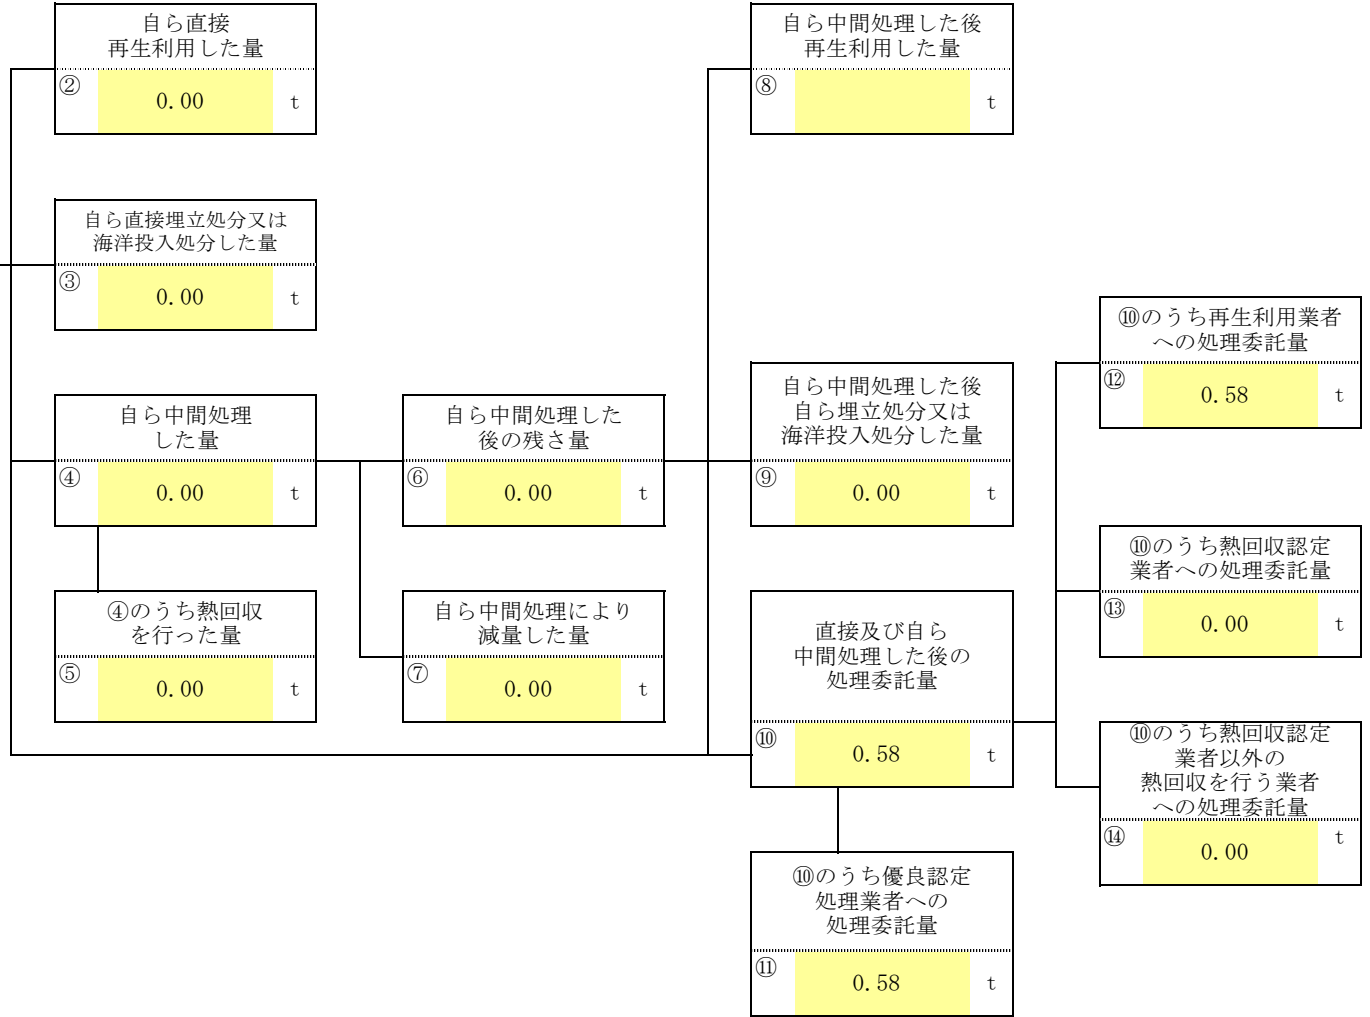 自ら直接
再生利用した量
② 0.00 t
自ら中間処理した後
再生利用した量
⑧ t
自ら直接埋立処分又は
海洋投入処分した量
③ 0.00 t
自ら中間処理
した量
④ 0.00 t
自ら中間処理した
後の残さ量
⑥ 0.00 t
自ら中間処理した後
自ら埋立処分又は
海洋投入処分した量
⑨ 0.00 t
⑩のうち再生利用業者
への処理委託量
⑫ 0.58 t
④のうち熱回収
を行った量
⑤ 0.00 t
自ら中間処理により
減量した量
⑦ 0.00 t
直接及び自ら
中間処理した後の
処理委託量
⑩ 0.58 t
⑩のうち熱回収認定
業者への処理委託量
⑬ 0.00 t
⑩のうち熱回収認定
業者以外の
熱回収を行う業者
への処理委託量
⑭ 0.00 t
⑩のうち優良認定
処理業者への
処理委託量
⑪ 0.58 t